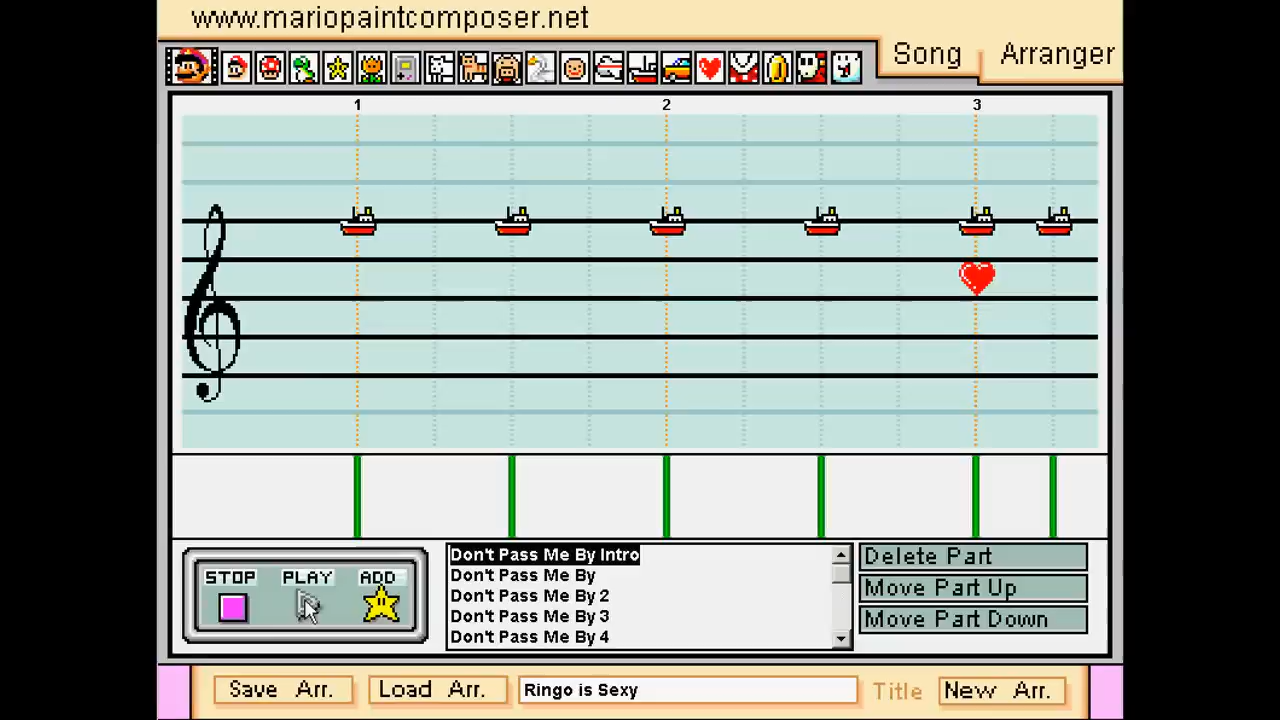 www.mariopaintcomposer.net
Song
Arranger
1
2
3
STOP
PLAY
ADD
Don't Pass Me By Intro
Don't Pass Me By
Don't Pass Me By 2
Don't Pass Me By 3
Don't Pass Me By 4
Delete Part
Move Part Up
Move Part Down
Save Arr.
Load Arr.
Ringo is Sexy
Title
New Arr.